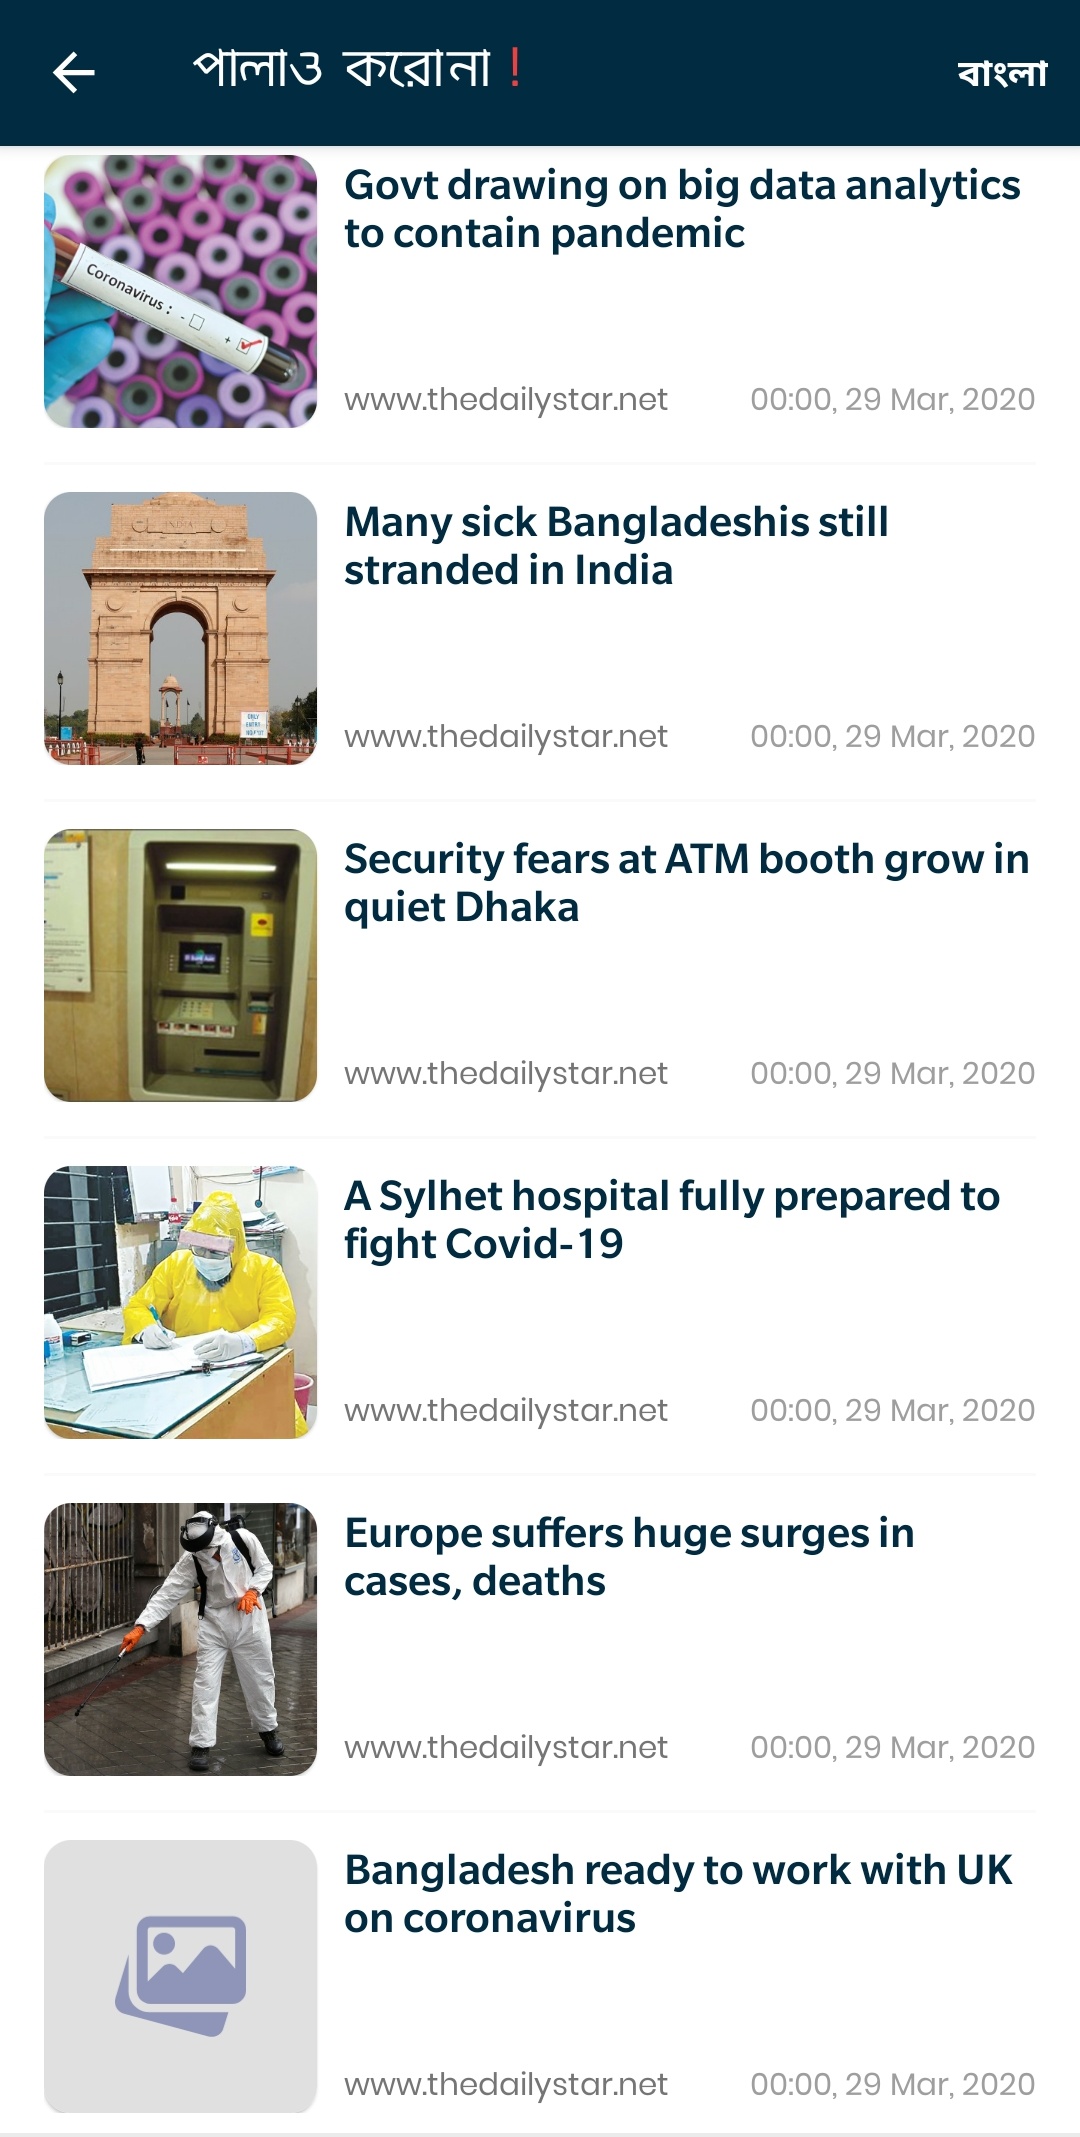 পালাও করোনা !
বাংলা
Govt drawing on big data analytics
to contain pandemic
Coronavirus :
- 
+
www.thedailystar.net 00:00, 29 Mar, 2020
Many sick Bangladeshis still
stranded in India
INDIA
ONLY
ENTRY
www.thedailystar.net 00:00, 29 Mar, 2020
Security fears at ATM booth grow in
quiet Dhaka
www.thedailystar.net 00:00, 29 Mar, 2020
A Sylhet hospital fully prepared to
fight Covid-19
www.thedailystar.net 00:00, 29 Mar, 2020
Europe suffers huge surges in
cases, deaths
www.thedailystar.net 00:00, 29 Mar, 2020
Bangladesh ready to work with UK
on coronavirus
www.thedailystar.net 00:00, 29 Mar, 2020